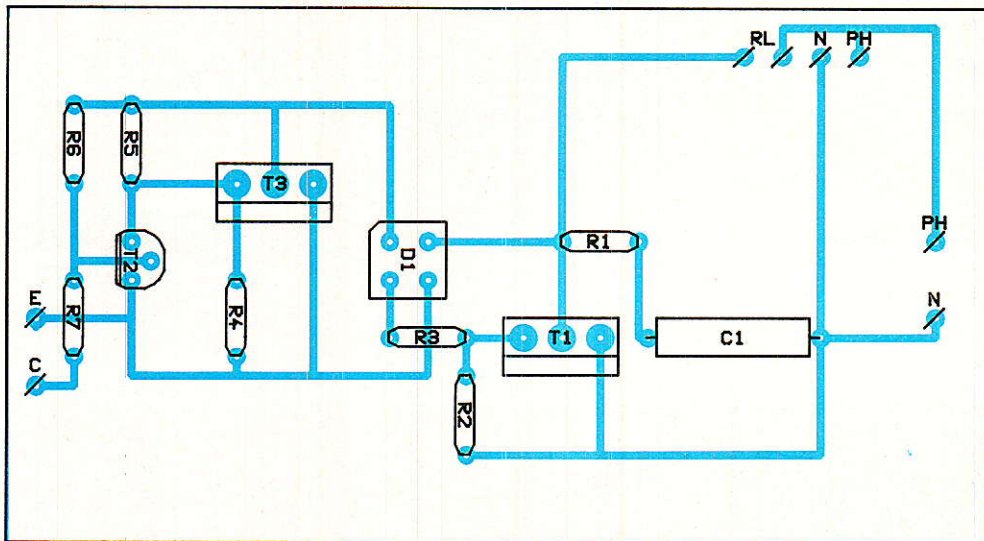 RL N PH
R6 R5 T3
T2 D1 R1 PH
E R7 R4 R3 T1 C1 N
C
R2